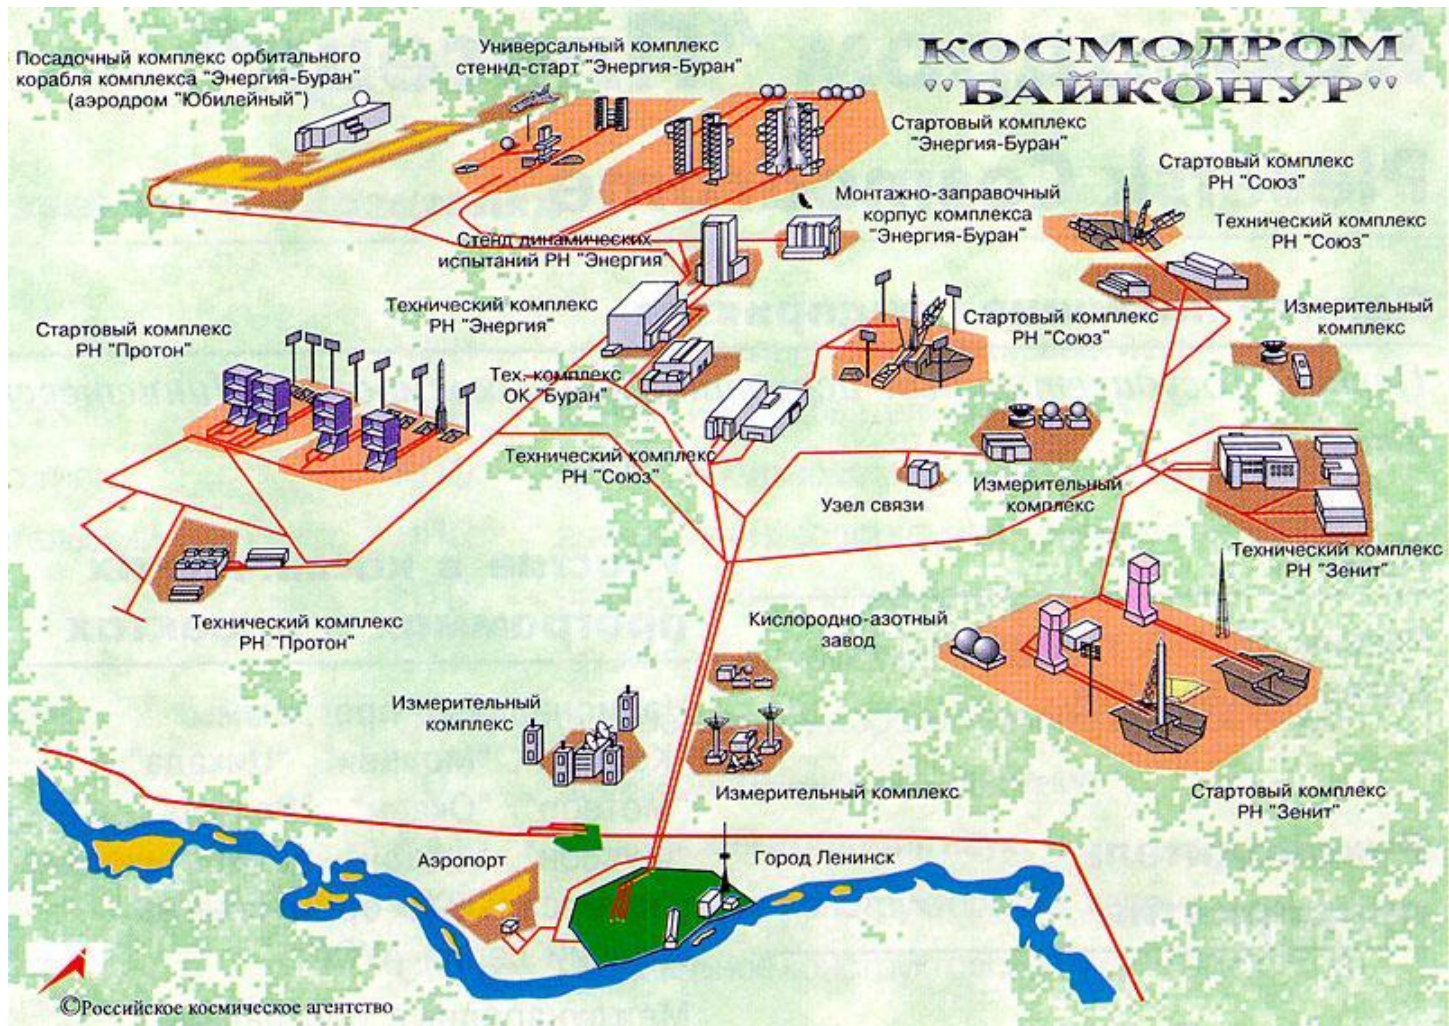 КОСМОДРОМ
"БАЙКОНУР"
Посадочный комплекс орбитального
корабля комплекса "Энергия-Буран"
(аэродром "Юбилейный")
Универсальный комплекс
стеннд-старт "Энергия-Буран"
Стартовый комплекс
"Энергия-Буран"
Стартовый комплекс
РН "Союз"
Монтажно-заправочный
корпус комплекса
"Энергия-Буран"
Технический комплекс
РН "Союз"
Стенд динамических
испытаний РН "Энергия"
Технический комплекс
РН "Энергия"
Стартовый комплекс
РН "Союз"
Измерительный
комплекс
Стартовый комплекс
РН "Протон"
Тех. комплекс
ОК "Буран"
Технический комплекс
РН "Союз"
Узел связи
Измерительный
комплекс
Технический комплекс
РН "Зенит"
Технический комплекс
РН "Протон"
Кислородно-азотный
завод
Измерительный
комплекс
Измерительный комплекс
Стартовый комплекс
РН "Зенит"
Аэропорт
Город Ленинск
©Российское космическое агентство